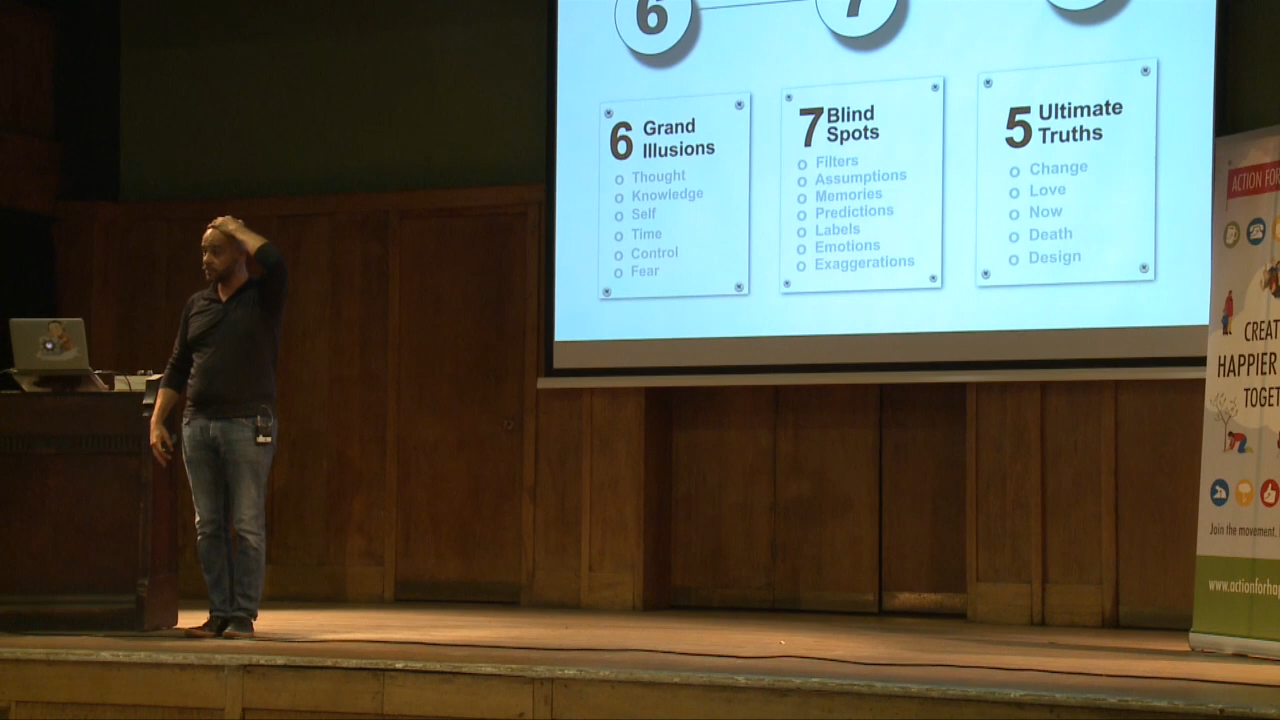 6
7
6 Grand
Illusions
o Thought
o Knowledge
o Self
o Time
o Control
o Fear
7 Blind
Spots
o Filters
o Assumptions
o Memories
o Predictions
o Labels
o Emotions
o Exaggerations
5 Ultimate
Truths
o Change
o Love
o Now
o Death
o Design
ACTION FO
CREAT
HAPPIER
TOGET
Join the movement.
www.actionforha